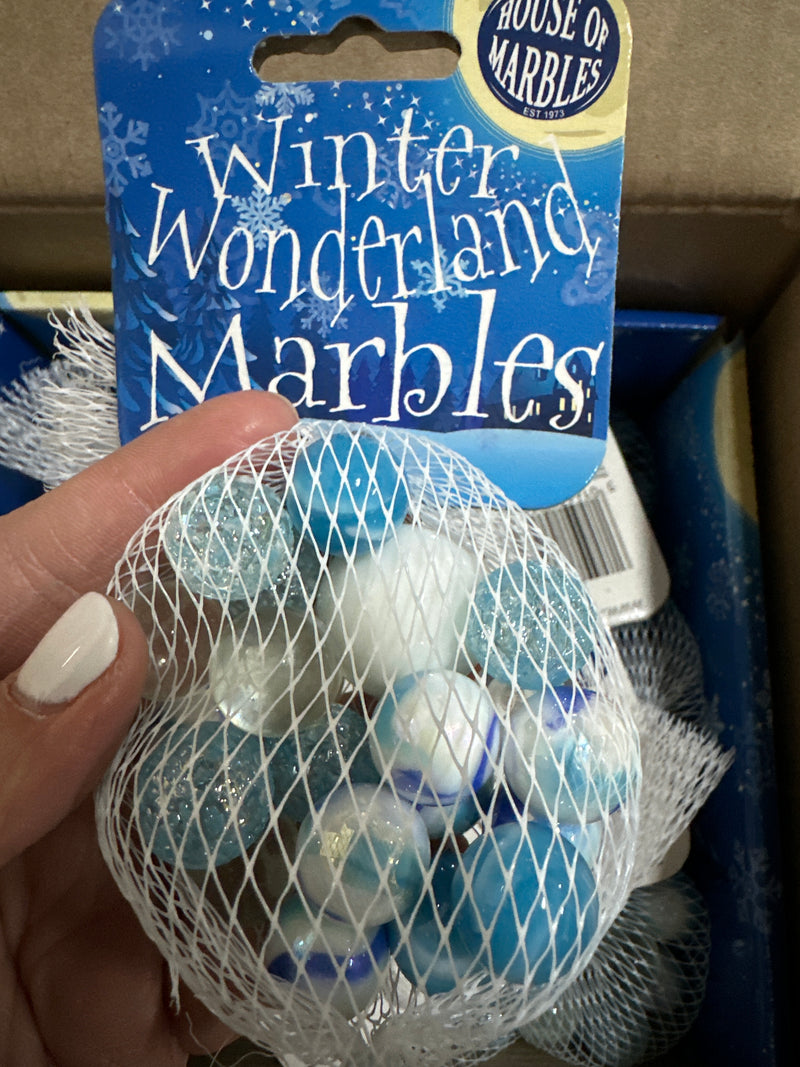 HOUSE OF
MARBLES
EST.1973
Winter
Wonderland
Marbles